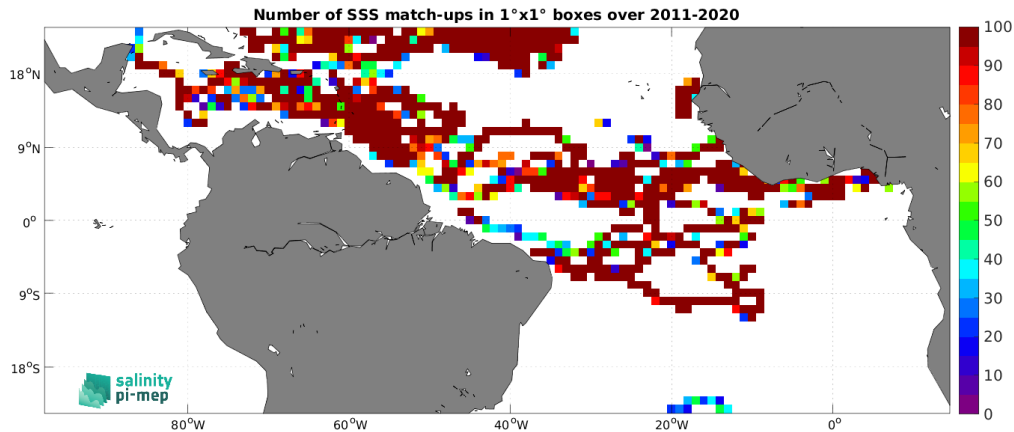 Number of SSS match-ups in 1°x1° boxes over 2011-2020
100
90
80
70
60
50
40
30
20
10
0
18°N
9°N
0°
9°S
18°S
80°W
60°W
40°W
20°W
0°
salinity
pi-mep